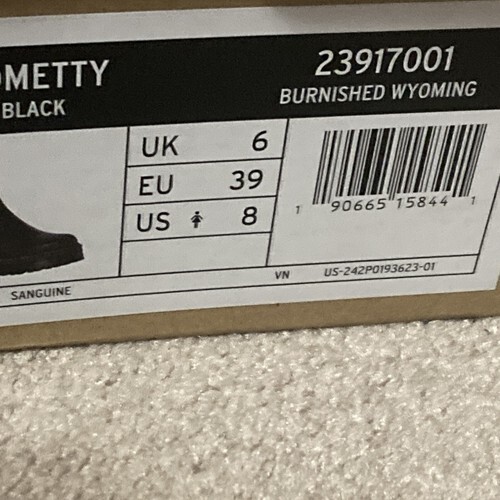 OMETTY
BLACK
23917001
BURNISHED WYOMING
UK 6
EU 39
US 8
1 90665 15844 1
SANGUINE
VN
US-242P0193623-01